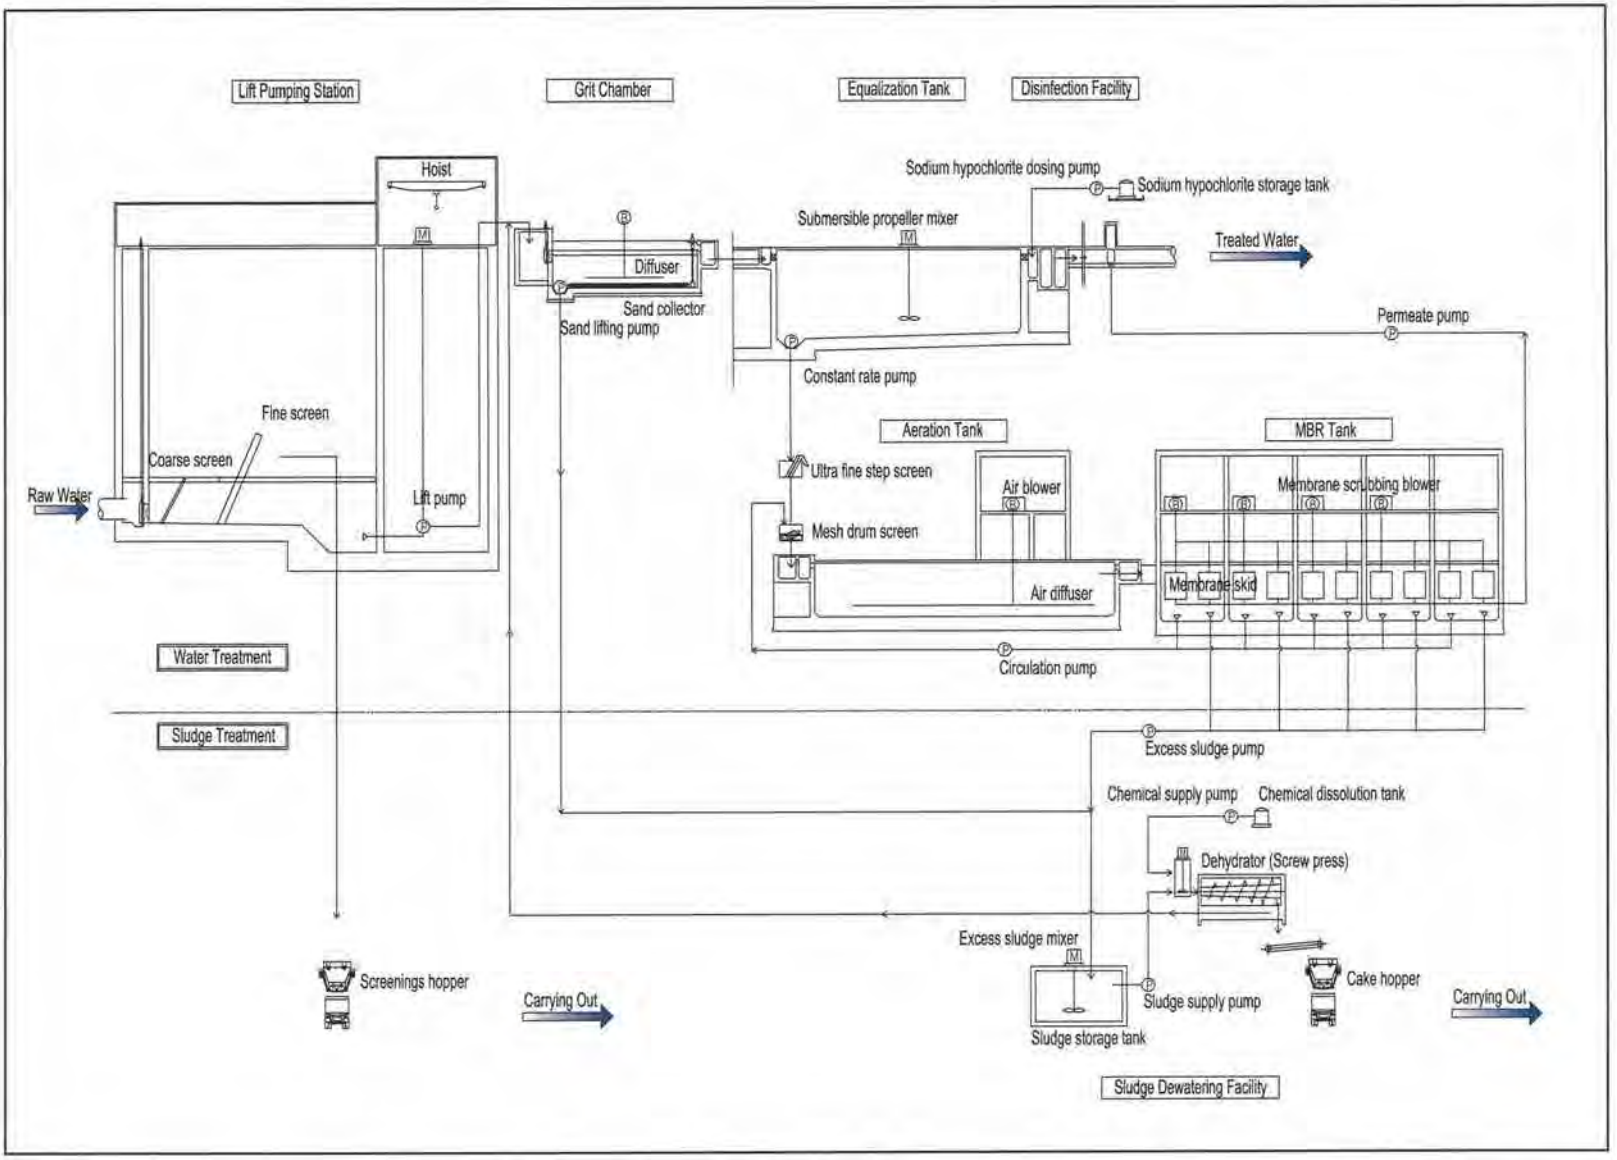 Lift Pumping Station
Grit Chamber
Equalization Tank
Disinfection Facility
Hoist
M
B
Diffuser
Sand collector
Sand lifting pump
P
Submersible propeller mixer
M
Sodium hypochlorite dosing pump
P
Sodium hypochlorite storage tank
Treated Water
Permeate pump
P
P
Constant rate pump
Fine screen
Coarse screen
Raw Water
Lift pump
P
Ultra fine step screen
Mesh drum screen
Aeration Tank
Air blower
B
Air diffuser
MBR Tank
Membrane scrubbing blower
B
B
B
B
Membrane skid
P
Circulation pump
Water Treatment
Sludge Treatment
P
Excess sludge pump
Chemical supply pump
Chemical dissolution tank
P
M
Dehydrator (Screw press)
Excess sludge mixer
M
P
Sludge supply pump
Sludge storage tank
Screenings hopper
Carrying Out
Cake hopper
Carrying Out
Sludge Dewatering Facility